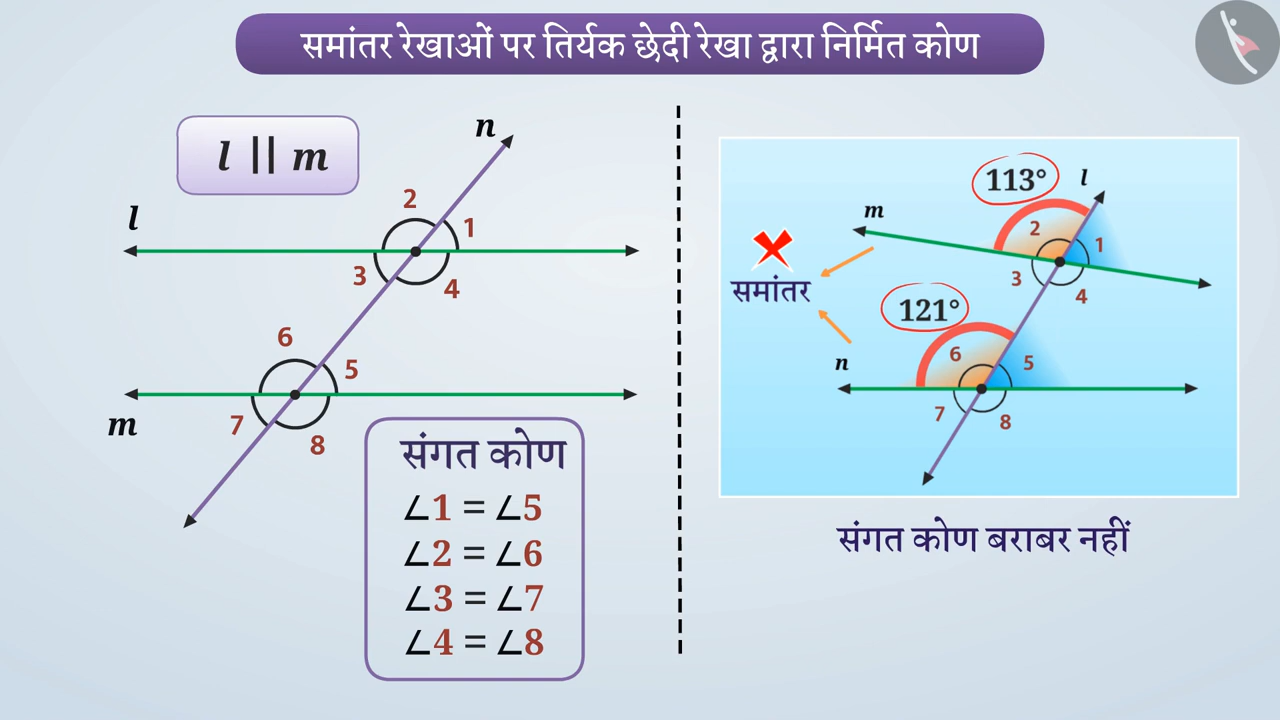 समांतर रेखाओं पर तिर्यक छेदी रेखा द्वारा निर्मित कोण
l || m
n
l
2
1
3
4
6
5
7
8
m
संगत कोण
∠1 = ∠5
∠2 = ∠6
∠3 = ∠7
∠4 = ∠8
113°
l
m
2
1
3
4
समांतर
121°
n
6
5
7
8
संगत कोण बराबर नहीं